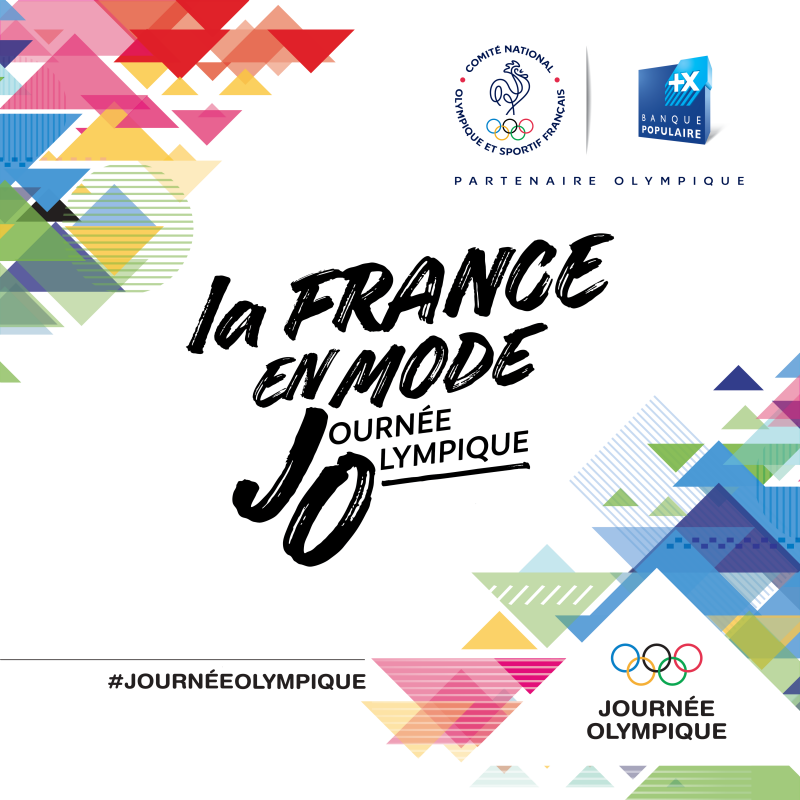 COMITÉ NATIONAL
OLYMPIQUE ET SPORTIF FRANÇAIS
+X
BANQUE
POPULAIRE
PARTENAIRE OLYMPIQUE
la FRANCE
EN MODE
JOURNÉE
OLYMPIQUE
#JOURNÉEOLYMPIQUE
JOURNÉE
OLYMPIQUE